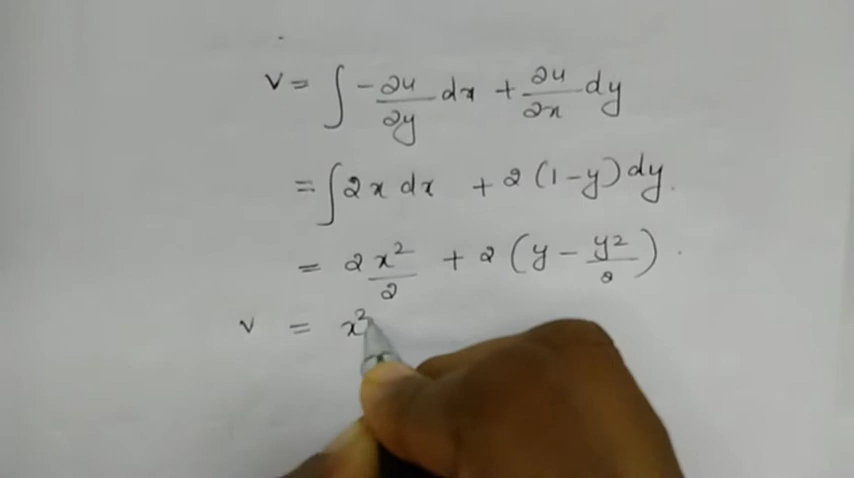 v = ∫ -∂u/∂y dx + ∂u/∂x dy
= ∫ 2x dx + 2(1-y) dy.
= 2 x²/2 + 2 (y - y²/2).
v = x²